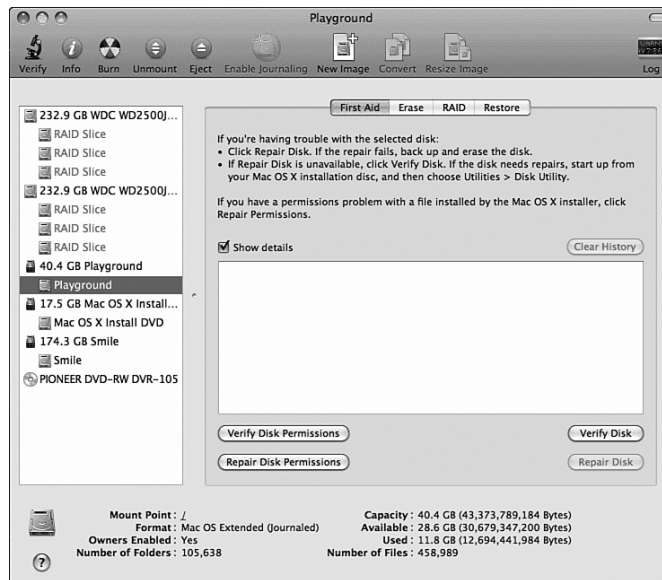 Playground
Verify Info Burn Unmount Eject Enable Journaling New Image Convert Resize Image Log
First Aid Erase RAID Restore
232.9 GB WDC WD2500J...
RAID Slice
RAID Slice
RAID Slice
232.9 GB WDC WD2500J...
RAID Slice
RAID Slice
RAID Slice
40.4 GB Playground
Playground
17.5 GB Mac OS X Install...
Mac OS X Install DVD
174.3 GB Smile
Smile
PIONEER DVD-RW DVR-105
If you're having trouble with the selected disk:
• Click Repair Disk. If the repair fails, back up and erase the disk.
• If Repair Disk is unavailable, click Verify Disk. If the disk needs repairs, start up from
your Mac OS X installation disc, and then choose Utilities > Disk Utility.
If you have a permissions problem with a file installed by the Mac OS X installer, click
Repair Permissions.
Show details
Clear History
Verify Disk Permissions
Verify Disk
Repair Disk Permissions
Repair Disk
Mount Point : /
Format : Mac OS Extended (Journaled)
Owners Enabled : Yes
Number of Folders : 105,638
Capacity : 40.4 GB (43,373,789,184 Bytes)
Available : 28.6 GB (30,679,347,200 Bytes)
Used : 11.8 GB (12,694,441,984 Bytes)
Number of Files : 458,989
?